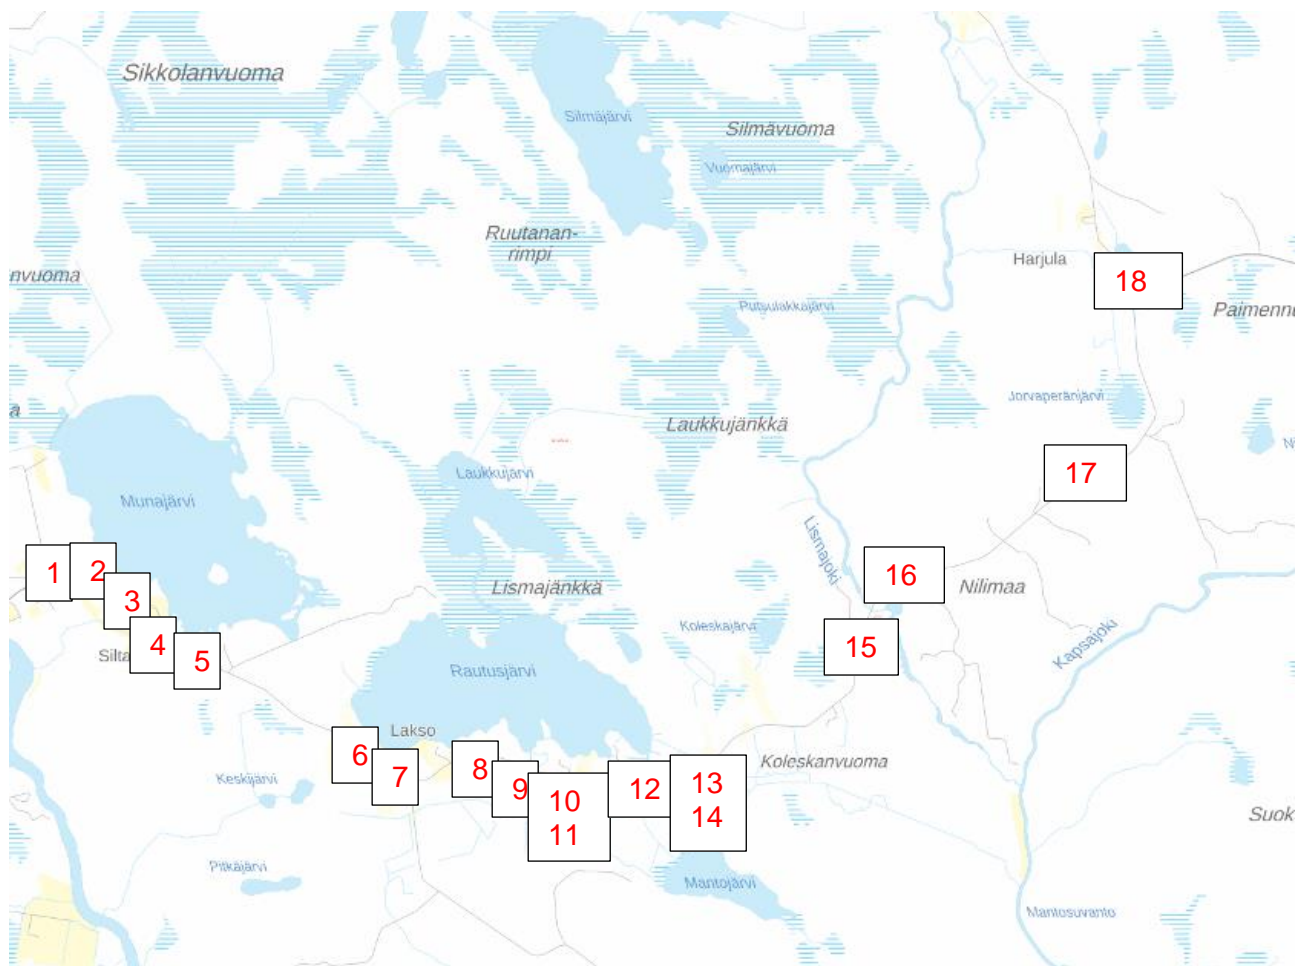 Sikkolanvuoma
Silmäjärvi
Silmävuoma
Vuomajärvi
Ruutanan-
rimpi
Harjula
nvuoma
18
Putsulakkajärvi
Paimennu
a
Jorvaperänjärvi
Laukkujänkkä
Laukkujärvi
17
Munajärvi
Lismajoki
1
2
16
Lismajänkkä
Nilimaa
3
Koleskajärvi
Kapsajoki
4
15
Silta
5
Rautusjärvi
Lakso
6
Koleskanvuoma
7
8
Keskijärvi
9
12
13
10
14
11
Suok
Pitkäjärvi
Mantojärvi
Mantosuvanto